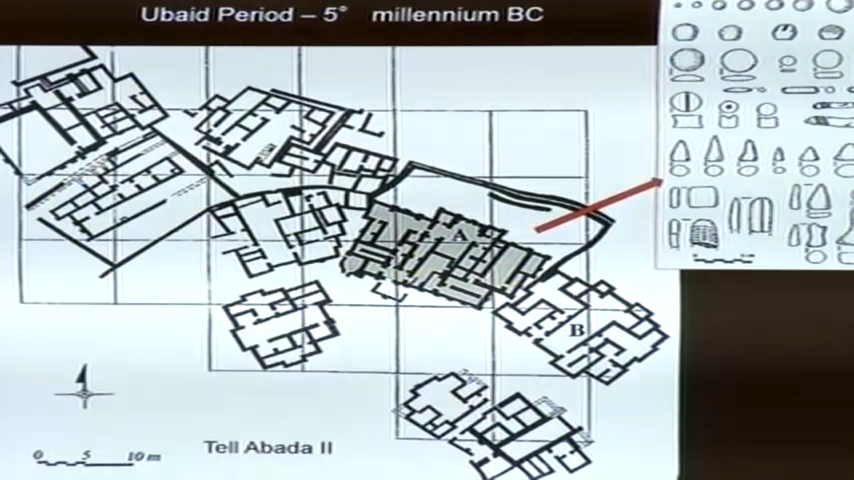 Ubaid Period – 5° millennium BC
A
B
Tell Abada II
0 5 10 m